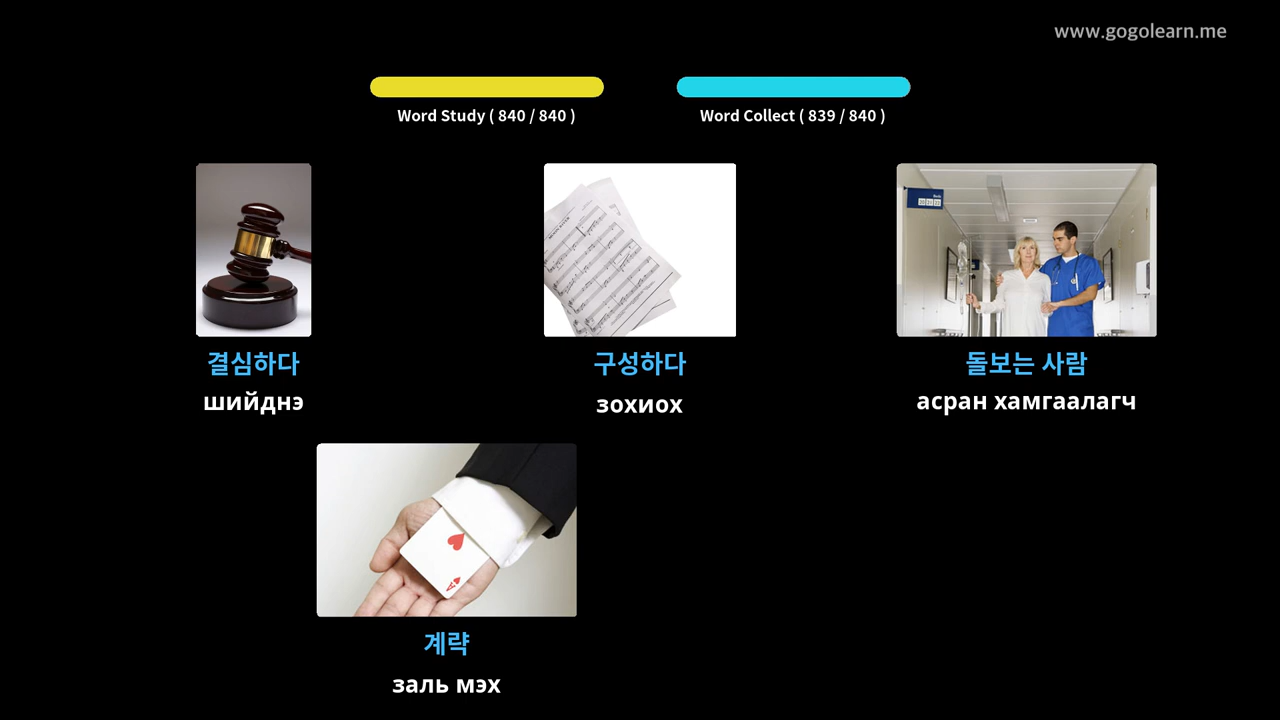 www.gogolearn.me
Word Study ( 840 / 840 )
Word Collect ( 839 / 840 )
결심하다
шийднэ
구성하다
зохиох
돌보는 사람
асран хамгаалагч
계략
заль мэх